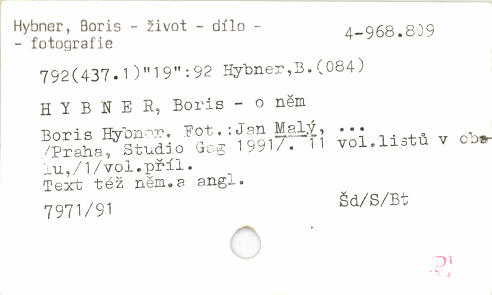 Hybner, Boris - život - dílo -
- fotografie
4-968.809
792(437.1)"19":92 Hybner,B.(084)
H Y B N E R, Boris - o něm
Boris Hybner. Fot.:Jan Malý, ...
/Praha, Studio Gag 1991/. 11 vol.listů v oba-
lu,/1/vol.příl.
Text též něm.a angl.
7971/91
Šd/S/Bt